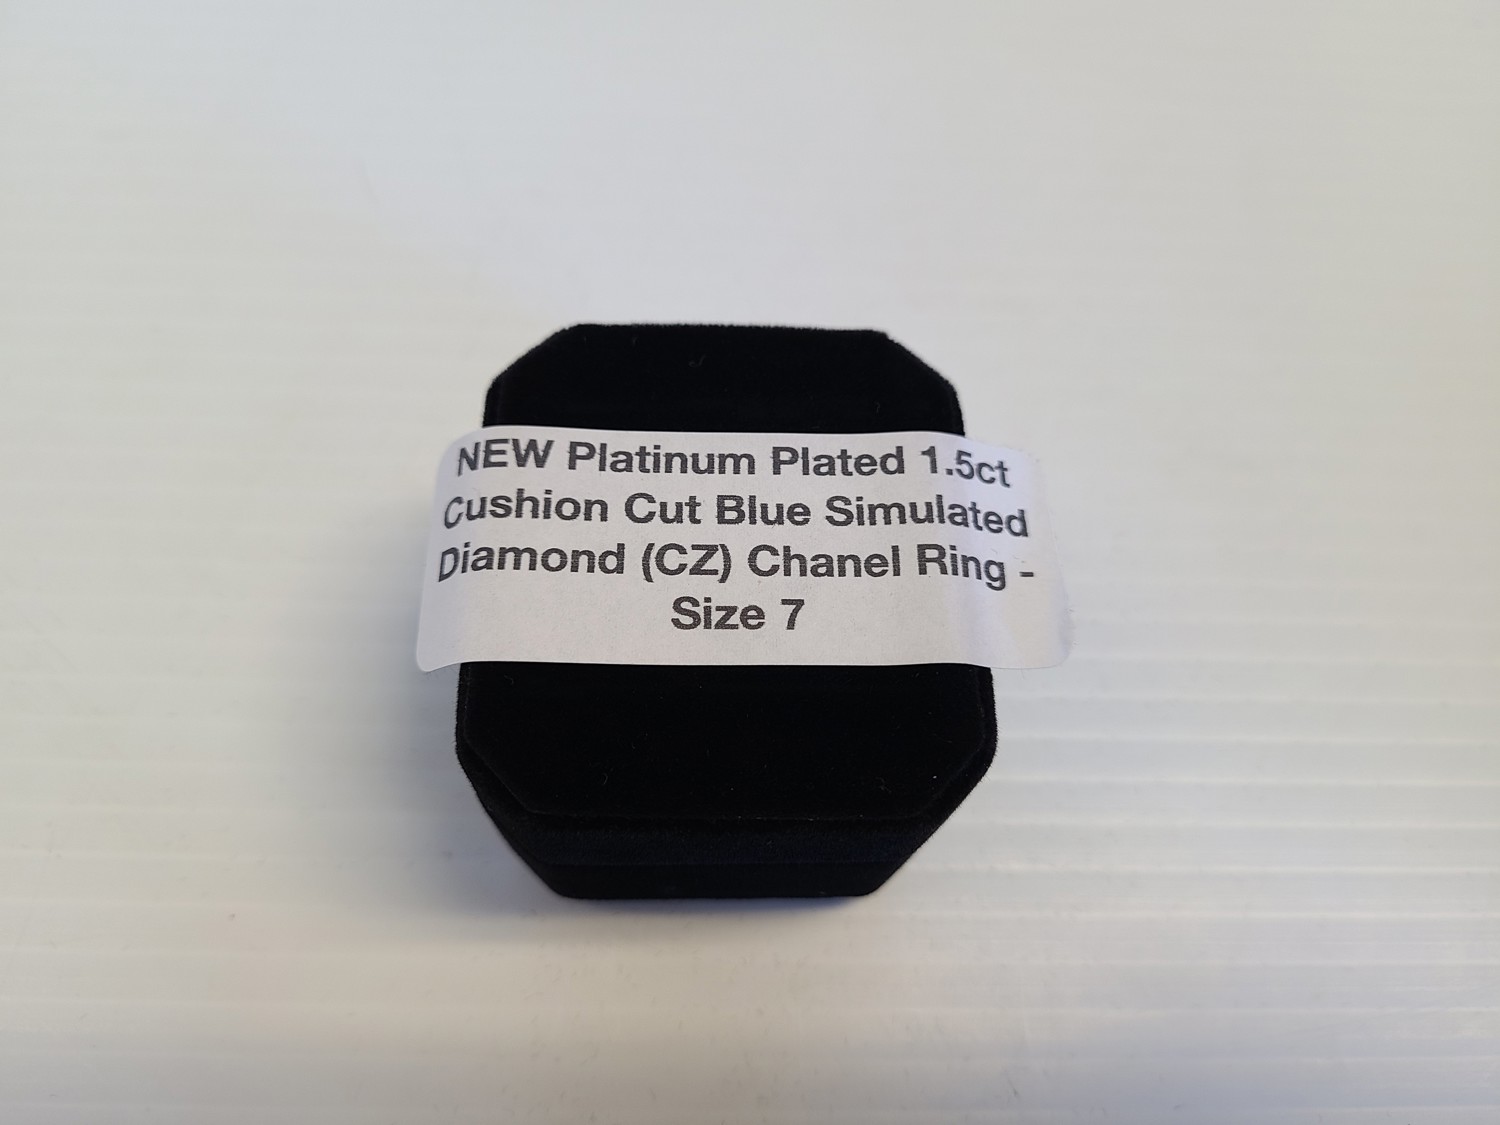 NEW Platinum Plated 1.5ct
Cushion Cut Blue Simulated
Diamond (CZ) Chanel Ring -
Size 7